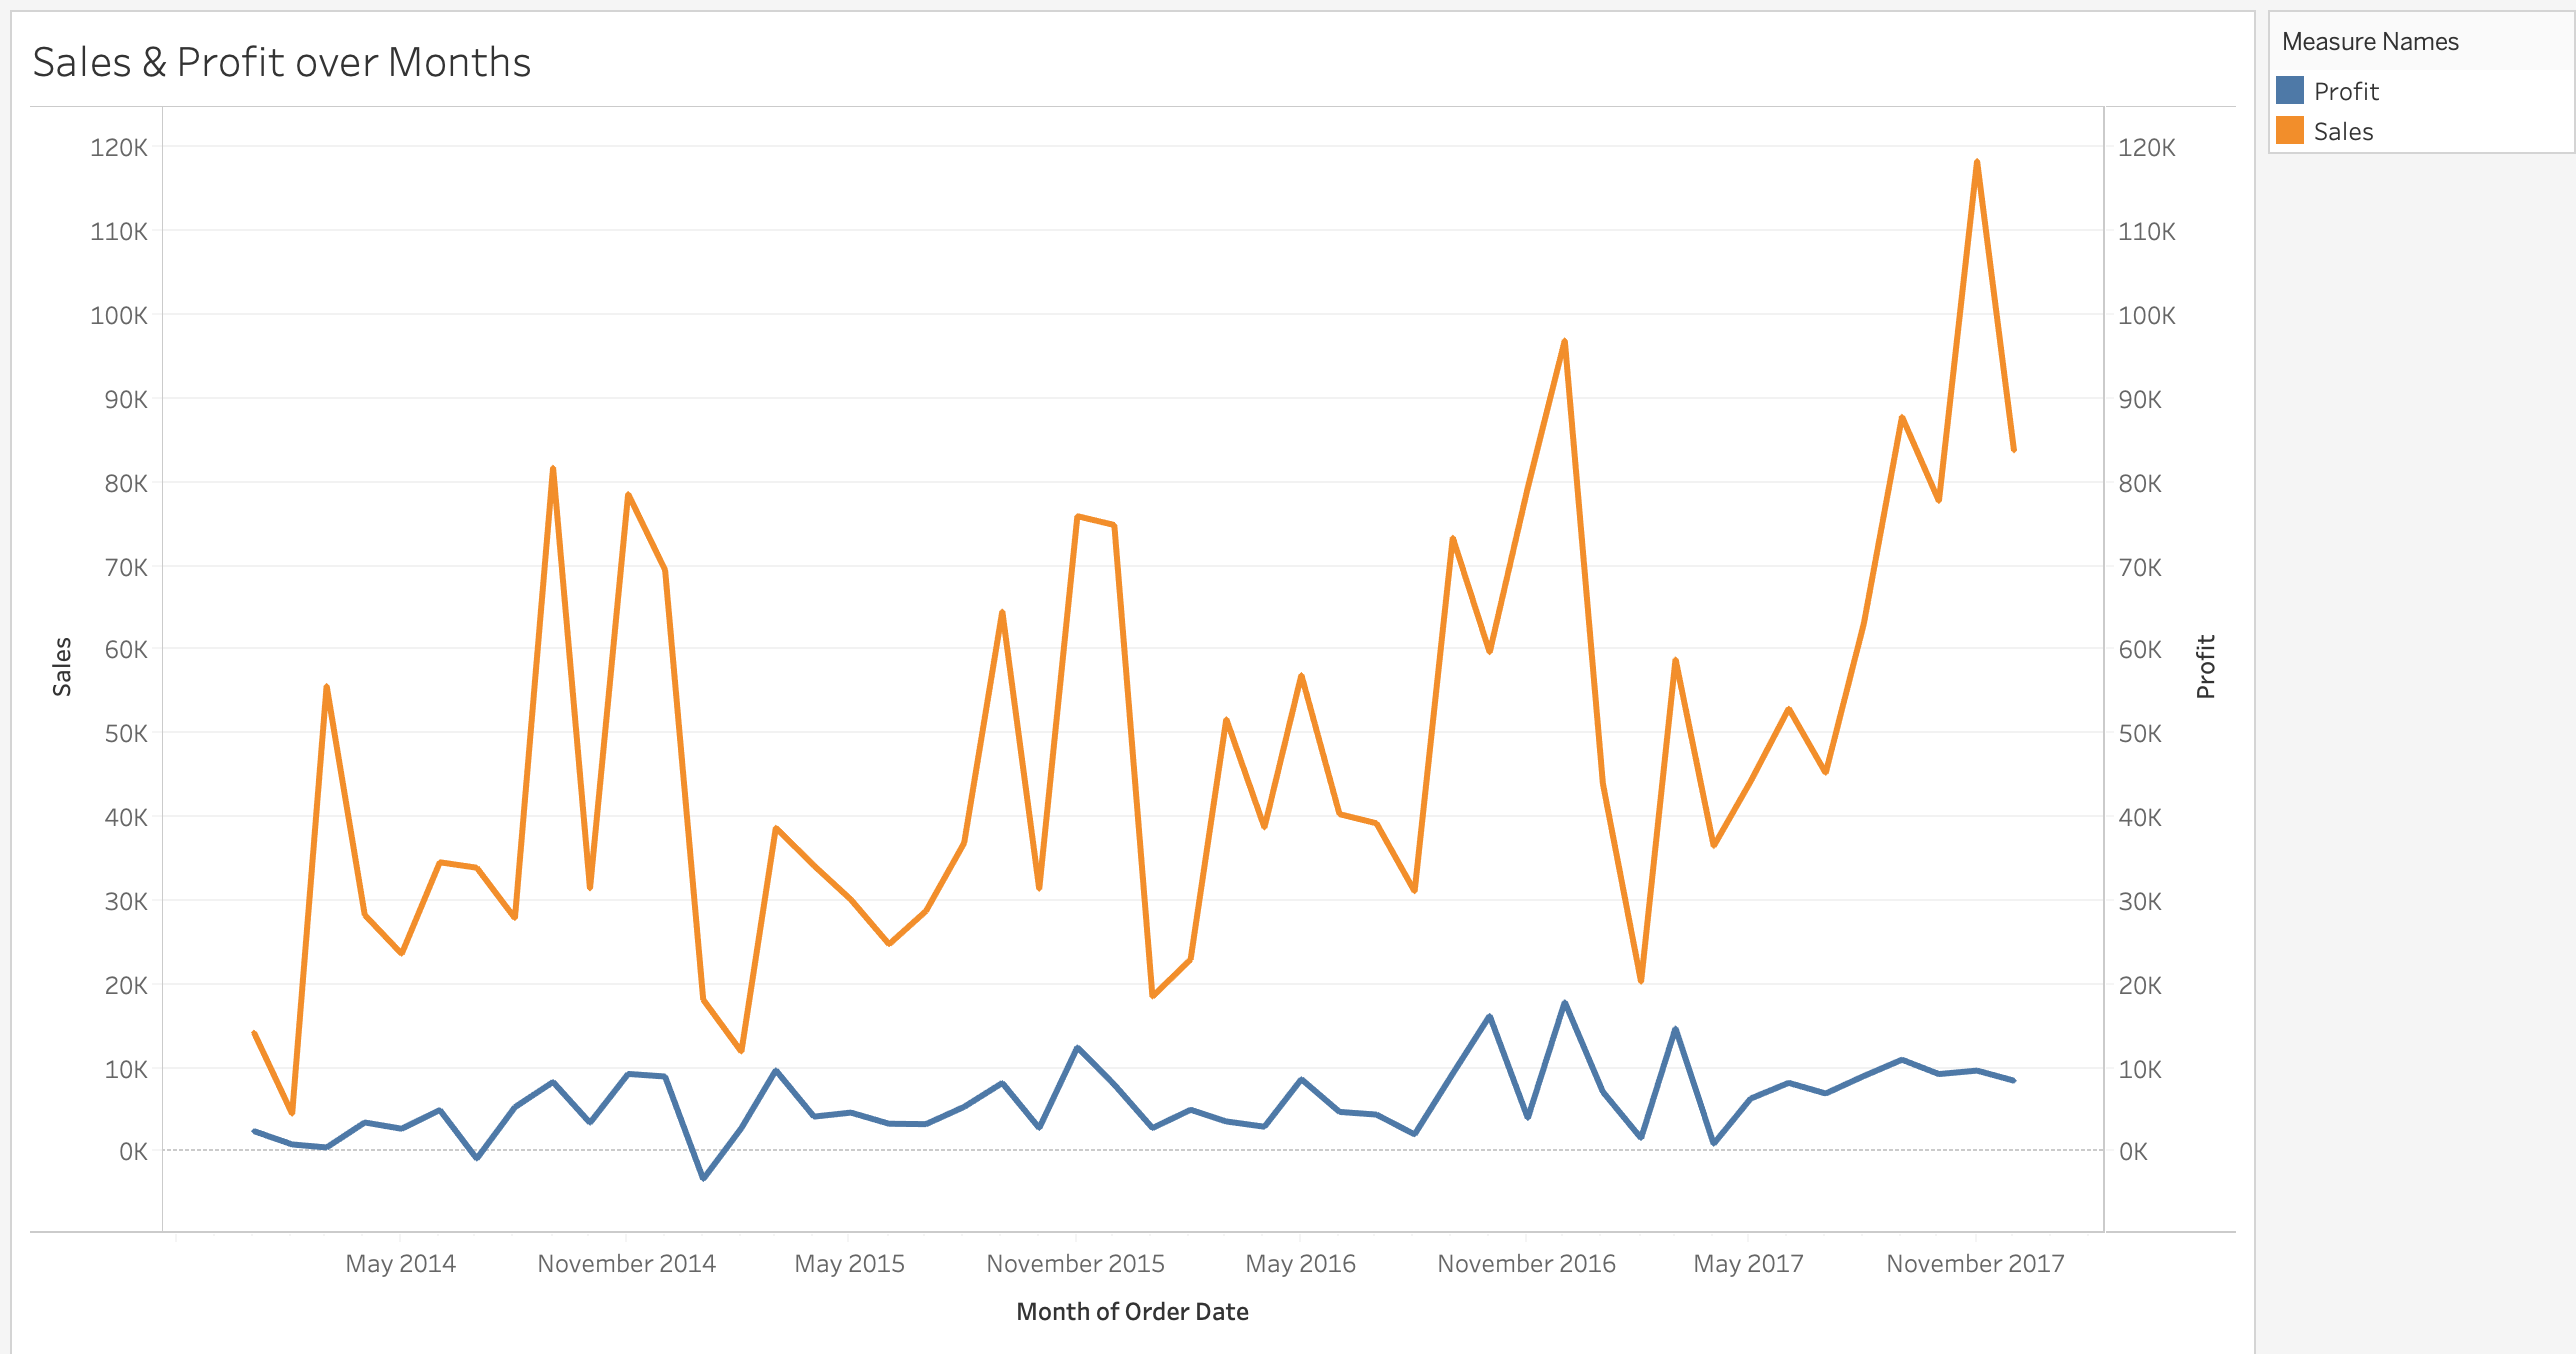 Sales & Profit over Months
Measure Names
Profit
Sales
Sales
120K
110K
100K
90K
80K
70K
60K
50K
40K
30K
20K
10K
0K
120K
110K
100K
90K
80K
70K
60K
50K
40K
30K
20K
10K
0K
Profit
May 2014 November 2014 May 2015 November 2015 May 2016 November 2016 May 2017 November 2017
Month of Order Date